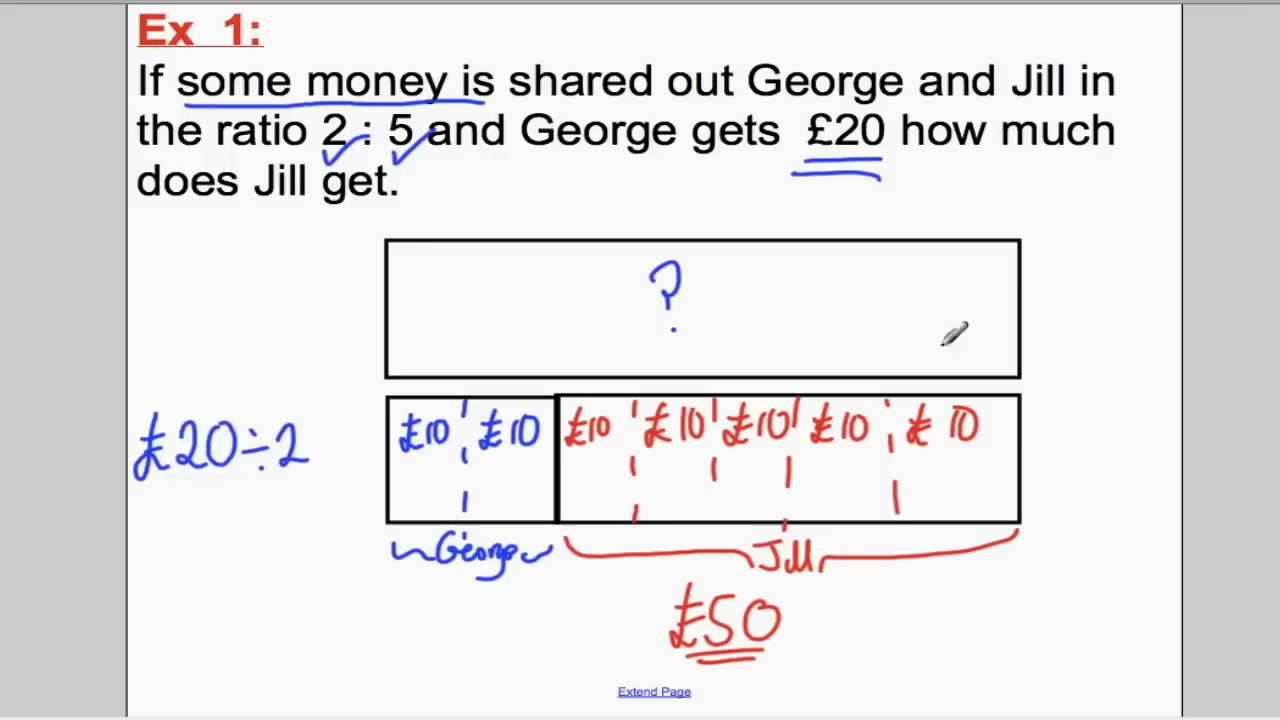 Ex 1:
If some money is shared out George and Jill in
the ratio 2 : 5 and George gets £20 how much
does Jill get.
?
£20÷2
£10 £10 £10 £10 £10 £10 £10
George
Jill
£50
Extend Page